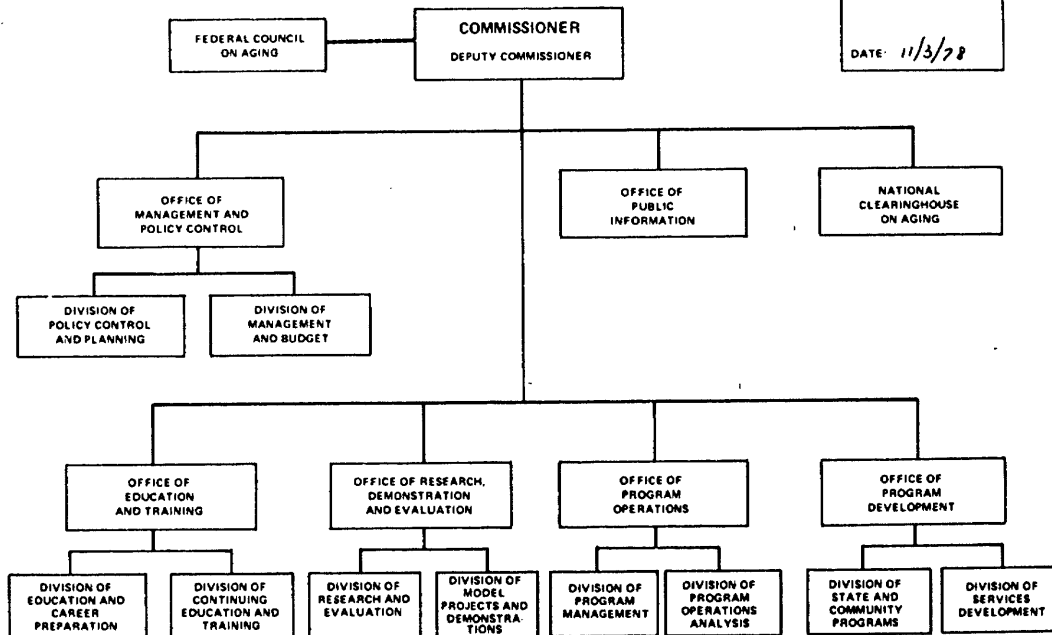 COMMISSIONER
DEPUTY COMMISSIONER
FEDERAL COUNCIL
ON AGING
DATE: 11/3/78
OFFICE OF
MANAGEMENT AND
POLICY CONTROL
OFFICE OF
PUBLIC
INFORMATION
NATIONAL
CLEARINGHOUSE
ON AGING
DIVISION OF
POLICY CONTROL
AND PLANNING
DIVISION OF
MANAGEMENT
AND BUDGET
OFFICE OF
EDUCATION
AND TRAINING
OFFICE OF RESEARCH,
DEMONSTRATION
AND EVALUATION
OFFICE OF
PROGRAM
OPERATIONS
OFFICE OF
PROGRAM
DEVELOPMENT
DIVISION OF
EDUCATION AND
CAREER
PREPARATION
DIVISION OF
CONTINUING
EDUCATION AND
TRAINING
DIVISION OF
RESEARCH AND
EVALUATION
DIVISION OF
MODEL
PROJECTS AND
DEMONSTRA-
TIONS
DIVISION OF
PROGRAM
MANAGEMENT
DIVISION OF
PROGRAM
OPERATIONS
ANALYSIS
DIVISION OF
STATE AND
COMMUNITY
PROGRAMS
DIVISION OF
SERVICES
DEVELOPMENT